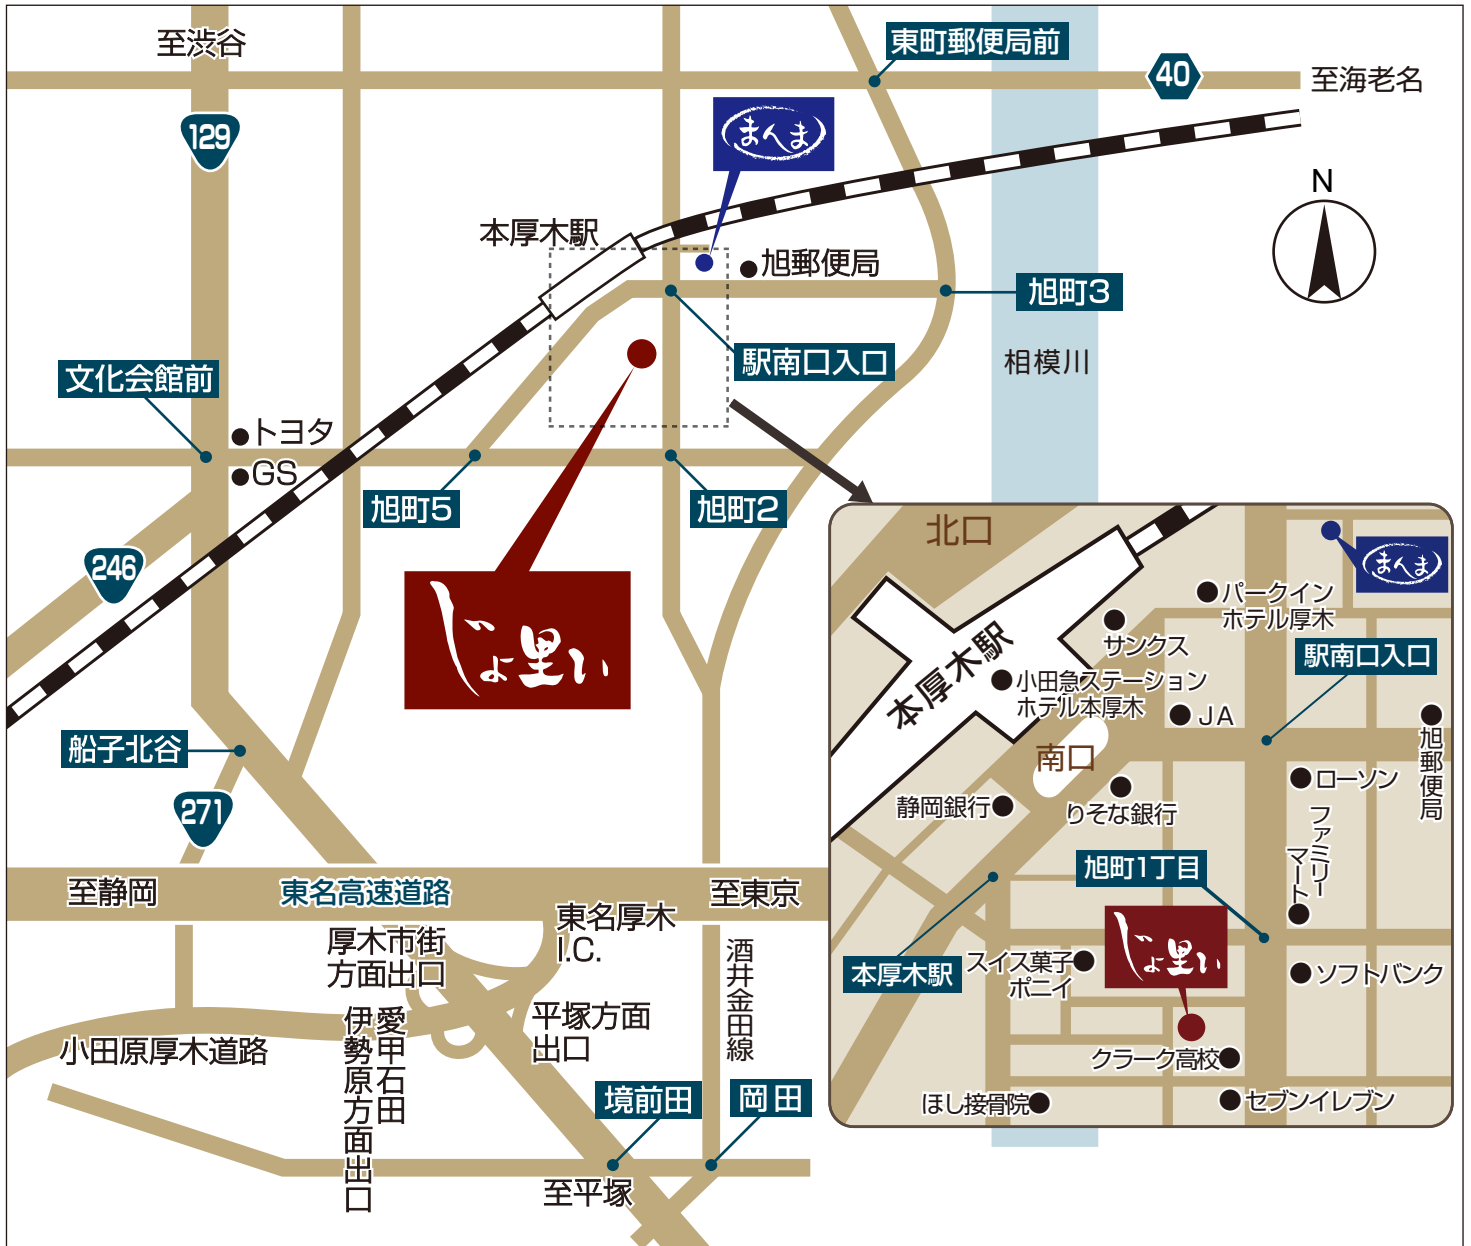 至渋谷
東町郵便局前
40
至海老名
129
まんま
N
本厚木駅
旭郵便局
旭町3
駅南口入口
相模川
文化会館前
トヨタ
GS
旭町5
旭町2
246
じょ里い
船子北谷
271
至静岡
東名高速道路
至東京
東名厚木
I.C.
厚木市街
方面出口
酒井金田線
愛甲石田
伊勢原方面出口
平塚方面
出口
小田原厚木道路
境前田
岡田
至平塚
北口
まんま
パークイン
ホテル厚木
サンクス
駅南口入口
本厚木駅
小田急ステーション
ホテル本厚木
JA
旭郵便局
南口
ローソン
静岡銀行
りそな銀行
ファミリー
マート
旭町1丁目
じょ里い
本厚木駅
スイス菓子
ポニイ
ソフトバンク
クラーク高校
ほし接骨院
セブンイレブン